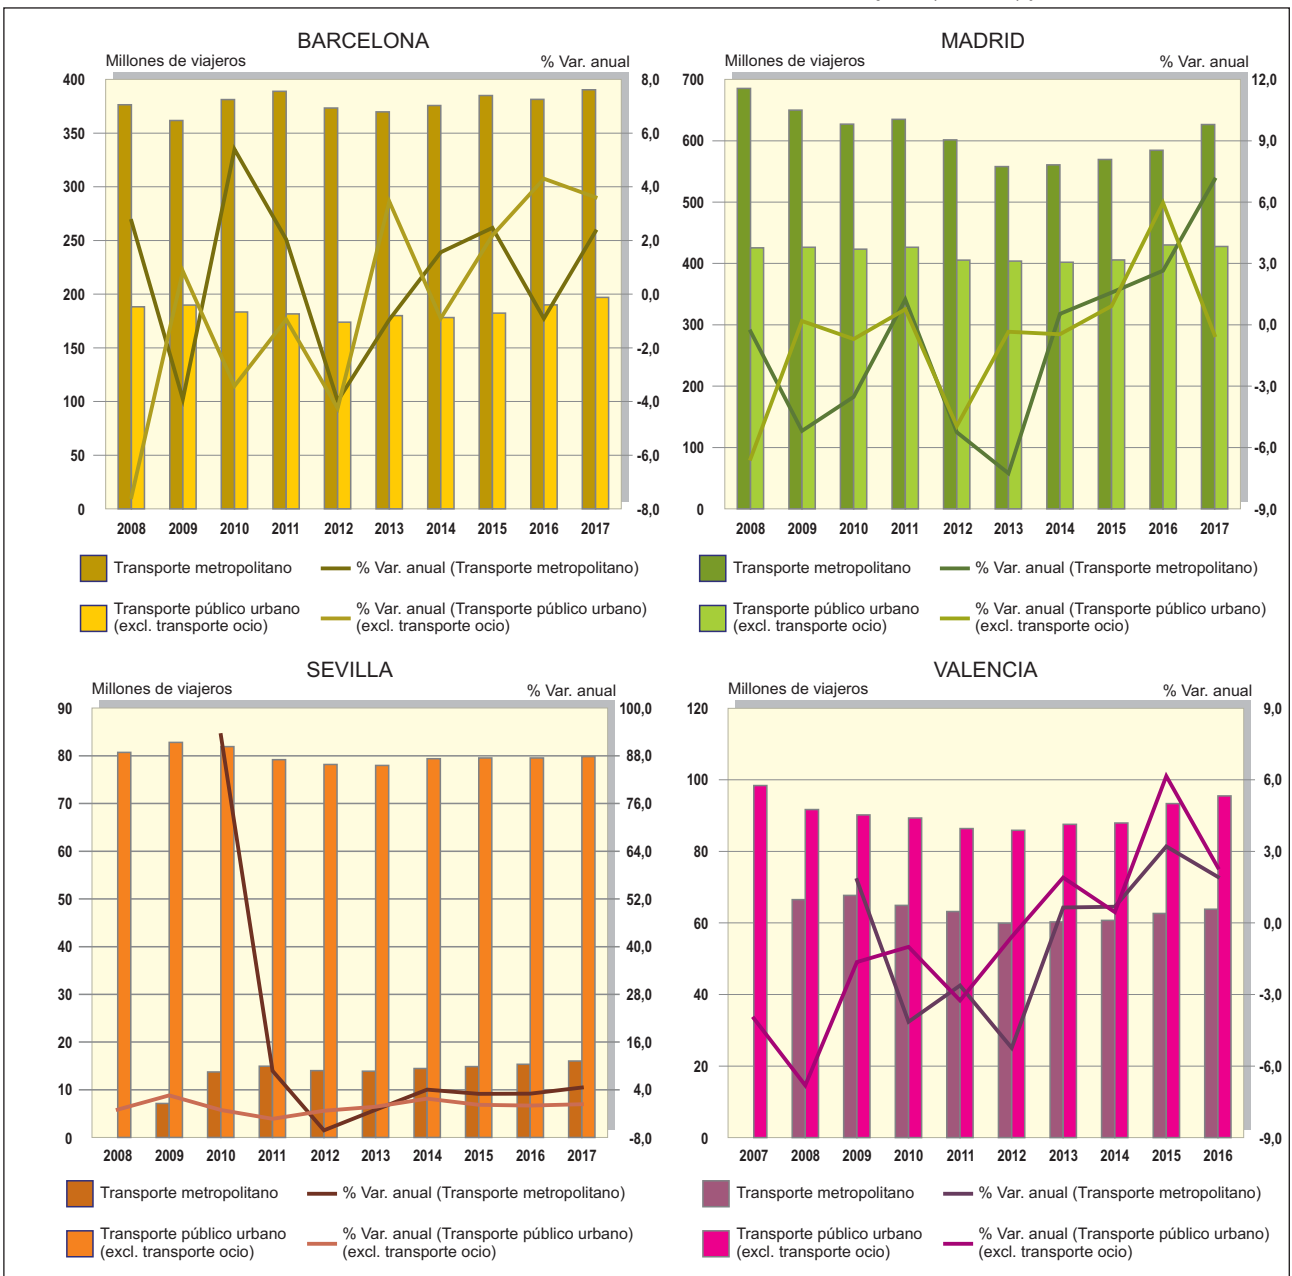 BARCELONA
Millones de viajeros % Var. anual
400 8,0
350 6,0
300 4,0
250 2,0
200 0,0
150 -2,0
100 -4,0
50 -6,0
0 -8,0
2008 2009 2010 2011 2012 2013 2014 2015 2016 2017
Transporte metropolitano % Var. anual (Transporte metropolitano)
Transporte público urbano % Var. anual (Transporte público urbano)
(excl. transporte ocio) (excl. transporte ocio)
MADRID
Millones de viajeros % Var. anual
700 12,0
600 9,0
500 6,0
400 3,0
300 0,0
200 -3,0
100 -6,0
0 -9,0
2008 2009 2010 2011 2012 2013 2014 2015 2016 2017
Transporte metropolitano % Var. anual (Transporte metropolitano)
Transporte público urbano % Var. anual (Transporte público urbano)
(excl. transporte ocio) (excl. transporte ocio)
SEVILLA
Millones de viajeros % Var. anual
90 100,0
80 88,0
70 76,0
60 64,0
50 52,0
40 40,0
30 28,0
20 16,0
10 4,0
0 -8,0
2008 2009 2010 2011 2012 2013 2014 2015 2016 2017
Transporte metropolitano % Var. anual (Transporte metropolitano)
Transporte público urbano % Var. anual (Transporte público urbano)
(excl. transporte ocio) (excl. transporte ocio)
VALENCIA
Millones de viajeros % Var. anual
120 9,0
100 6,0
80 3,0
60 0,0
40 -3,0
20 -6,0
0 -9,0
2007 2008 2009 2010 2011 2012 2013 2014 2015 2016
Transporte metropolitano % Var. anual (Transporte metropolitano)
Transporte público urbano % Var. anual (Transporte público urbano)
(excl. transporte ocio) (excl. transporte ocio)